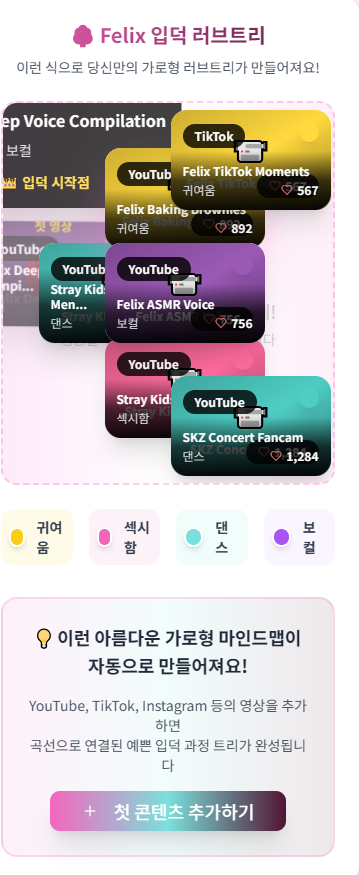 Felix 입덕 러브트리
이런 식으로 당신만의 가로형 러브트리가 만들어져요!
ep Voice Compilation
보컬
입덕 시작점
첫 영상
TikTok
Felix TikTok Moments
귀여움
567
YouTub
Felix Baking Brownies
귀여움
892
YouTub
Stray Kids
Men...
댄스
YouTube
Felix ASMR Voice
보컬
756
YouTube
Stray Kids
섹시함
YouTube
SKZ Concert Fancam
댄스
1,284
귀여
움
섹시
함
댄
스
보
컬
이런 아름다운 가로형 마인드맵이
자동으로 만들어져요!
YouTube, TikTok, Instagram 등의 영상을 추가
하면
곡선으로 연결된 예쁜 입덕 과정 트리가 완성됩니
다
+ 첫 콘텐츠 추가하기